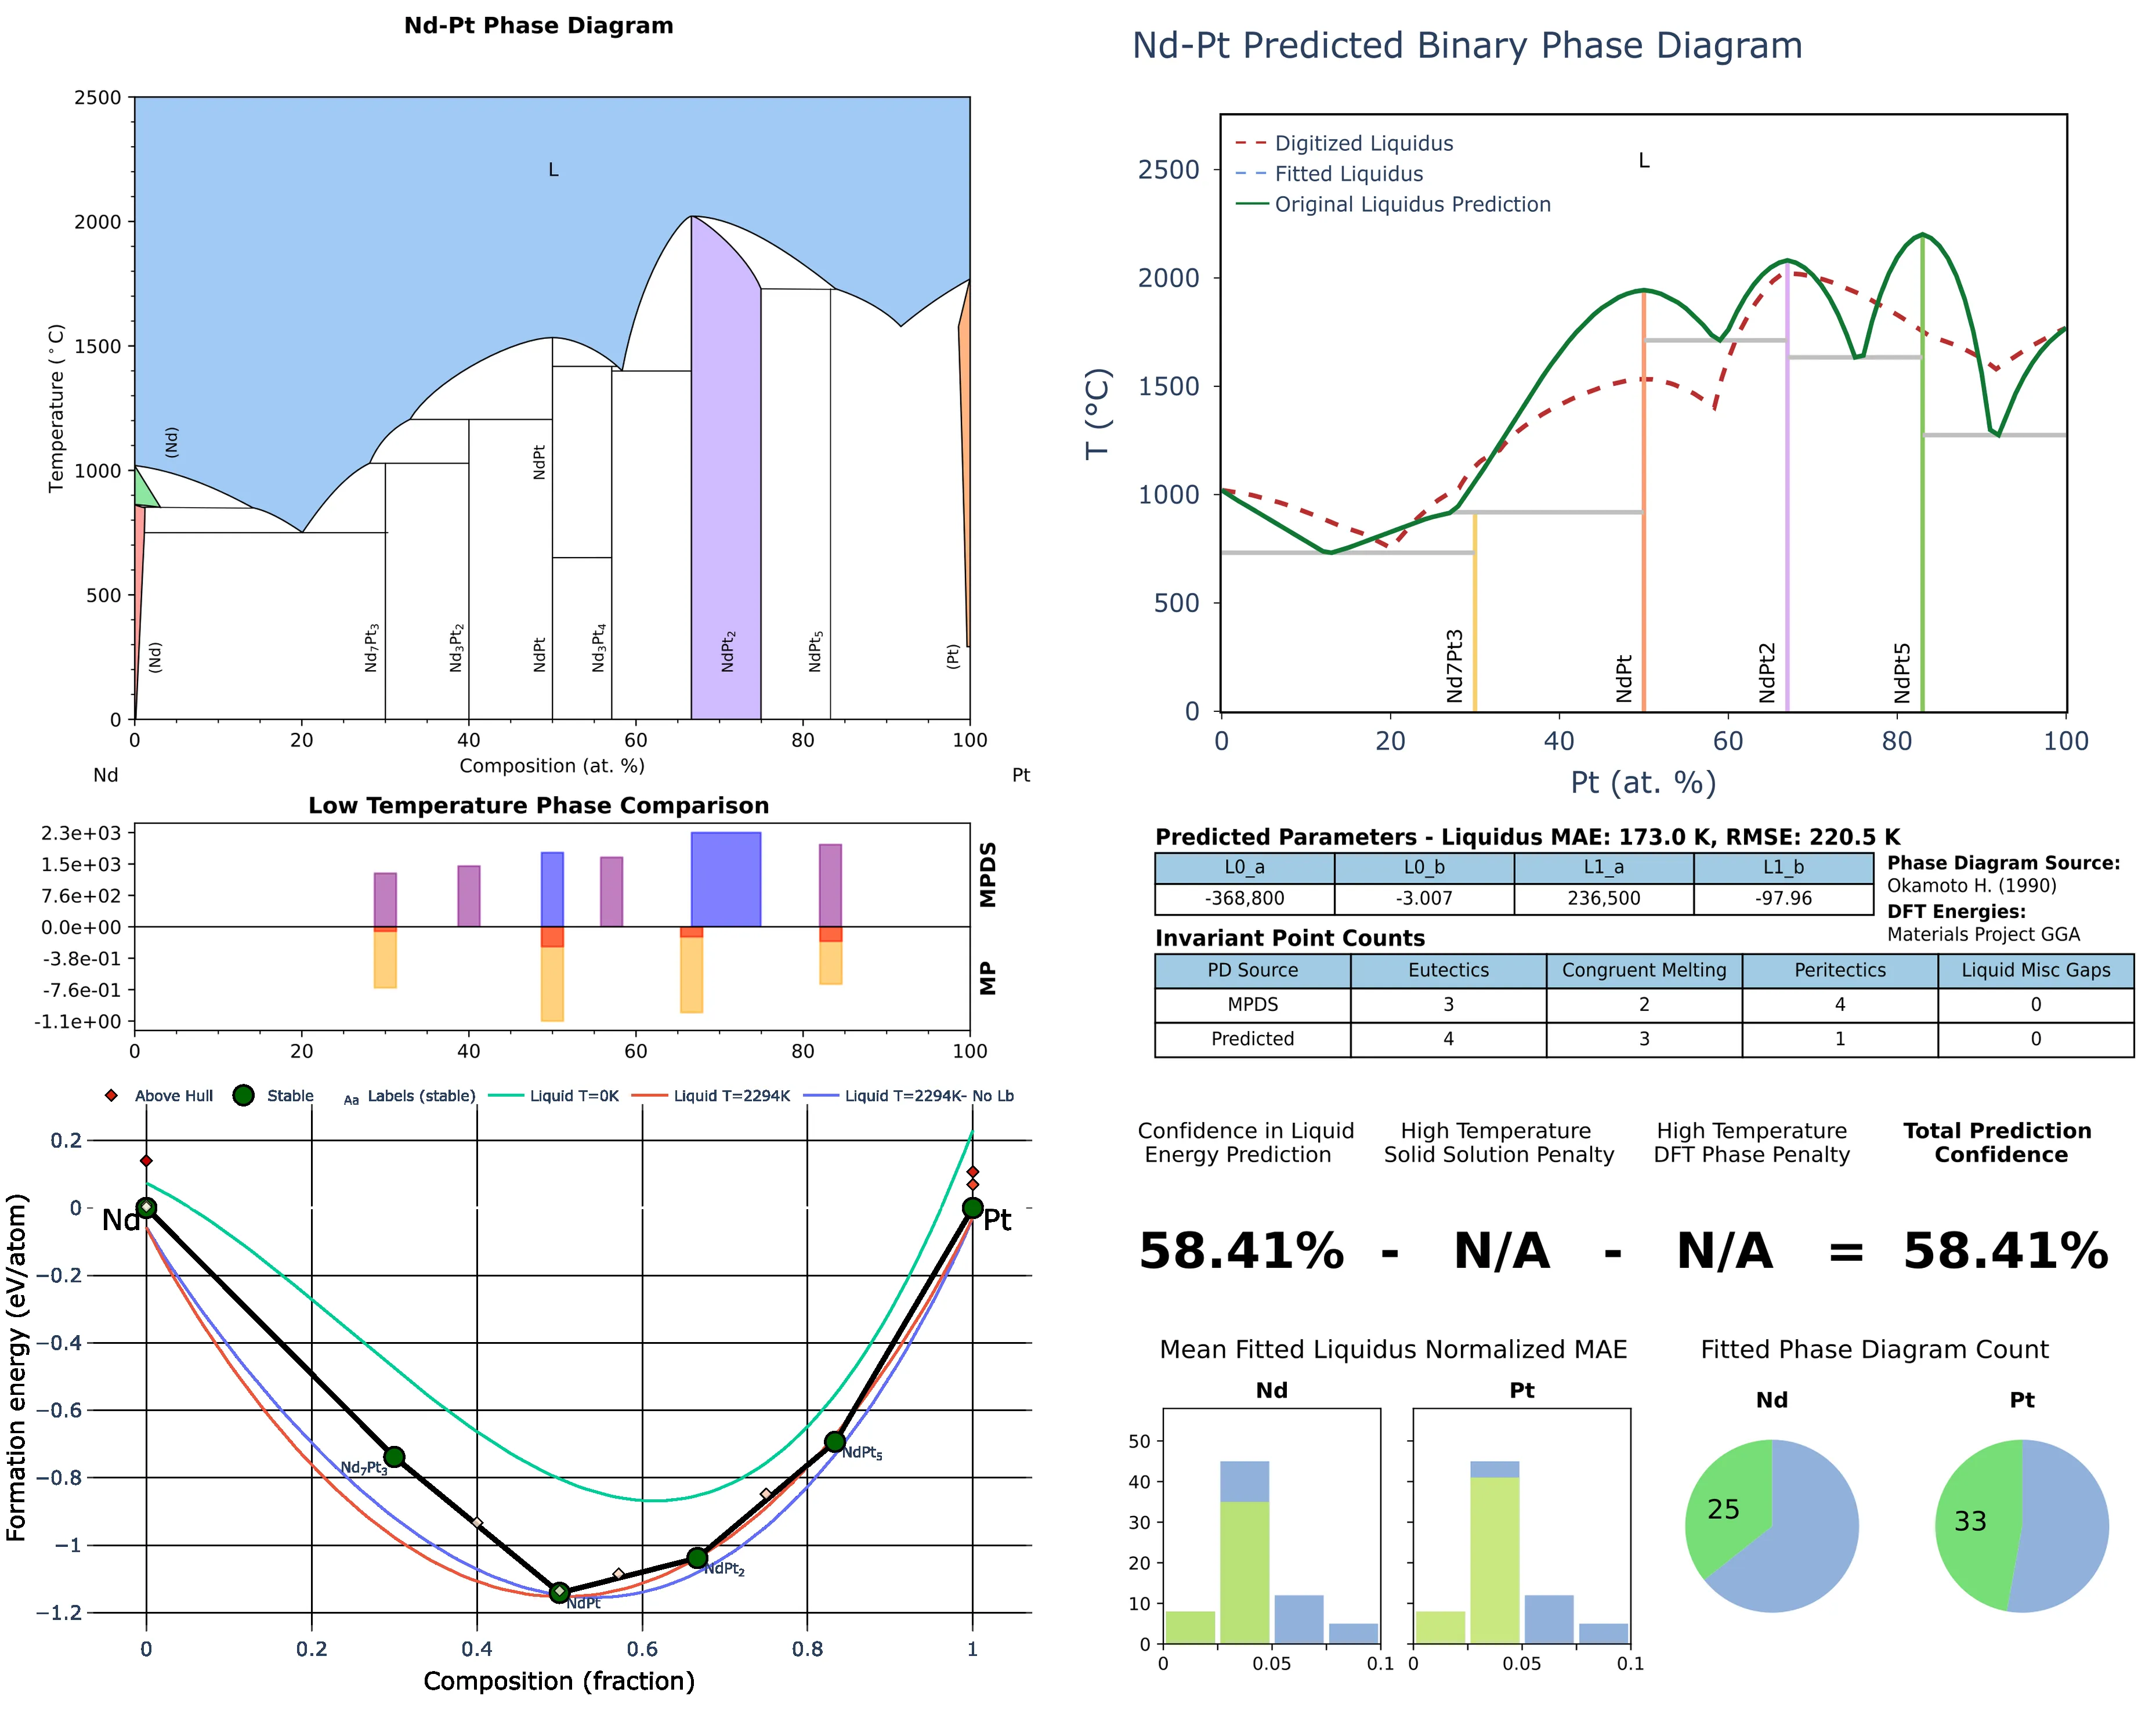 Nd-Pt Phase Diagram
2500
2000
1500
1000
500
0
Temperature (°C)
L
(Nd)
(Nd)
Nd7Pt3
Nd3Pt2
NdPt
NdPt
Nd3Pt4
NdPt2
NdPt5
(Pt)
0 20 40 60 80 100
Composition (at. %)
Nd Pt
Low Temperature Phase Comparison
2.3e+03
1.5e+03
7.6e+02
0.0e+00
-3.8e-01
-7.6e-01
-1.1e+00
MPDS
MP
0 20 40 60 80 100
Above Hull Stable Aa Labels (stable) Liquid T=0K Liquid T=2294K Liquid T=2294K- No Lb
0.2
0
−0.2
−0.4
−0.6
−0.8
−1
−1.2
Formation energy (eV/atom)
Nd
Pt
Nd7Pt3
NdPt
NdPt2
NdPt5
0 0.2 0.4 0.6 0.8 1
Composition (fraction)
Nd-Pt Predicted Binary Phase Diagram
Digitized Liquidus
Fitted Liquidus
Original Liquidus Prediction
L
2500
2000
1500
1000
500
0
T (°C)
Nd7Pt3
NdPt
NdPt2
NdPt5
0 20 40 60 80 100
Pt (at. %)
Predicted Parameters - Liquidus MAE: 173.0 K, RMSE: 220.5 K
L0_a L0_b L1_a L1_b
-368,800 -3.007 236,500 -97.96
Phase Diagram Source:
Okamoto H. (1990)
DFT Energies:
Materials Project GGA
Invariant Point Counts
PD Source Eutectics Congruent Melting Peritectics Liquid Misc Gaps
MPDS 3 2 4 0
Predicted 4 3 1 0
Confidence in Liquid
Energy Prediction
High Temperature
Solid Solution Penalty
High Temperature
DFT Phase Penalty
Total Prediction
Confidence
58.41% - N/A - N/A = 58.41%
Mean Fitted Liquidus Normalized MAE
Nd
Pt
50
40
30
20
10
0
0 0.05 0.1
0 0.05 0.1
Fitted Phase Diagram Count
Nd
Pt
25
33